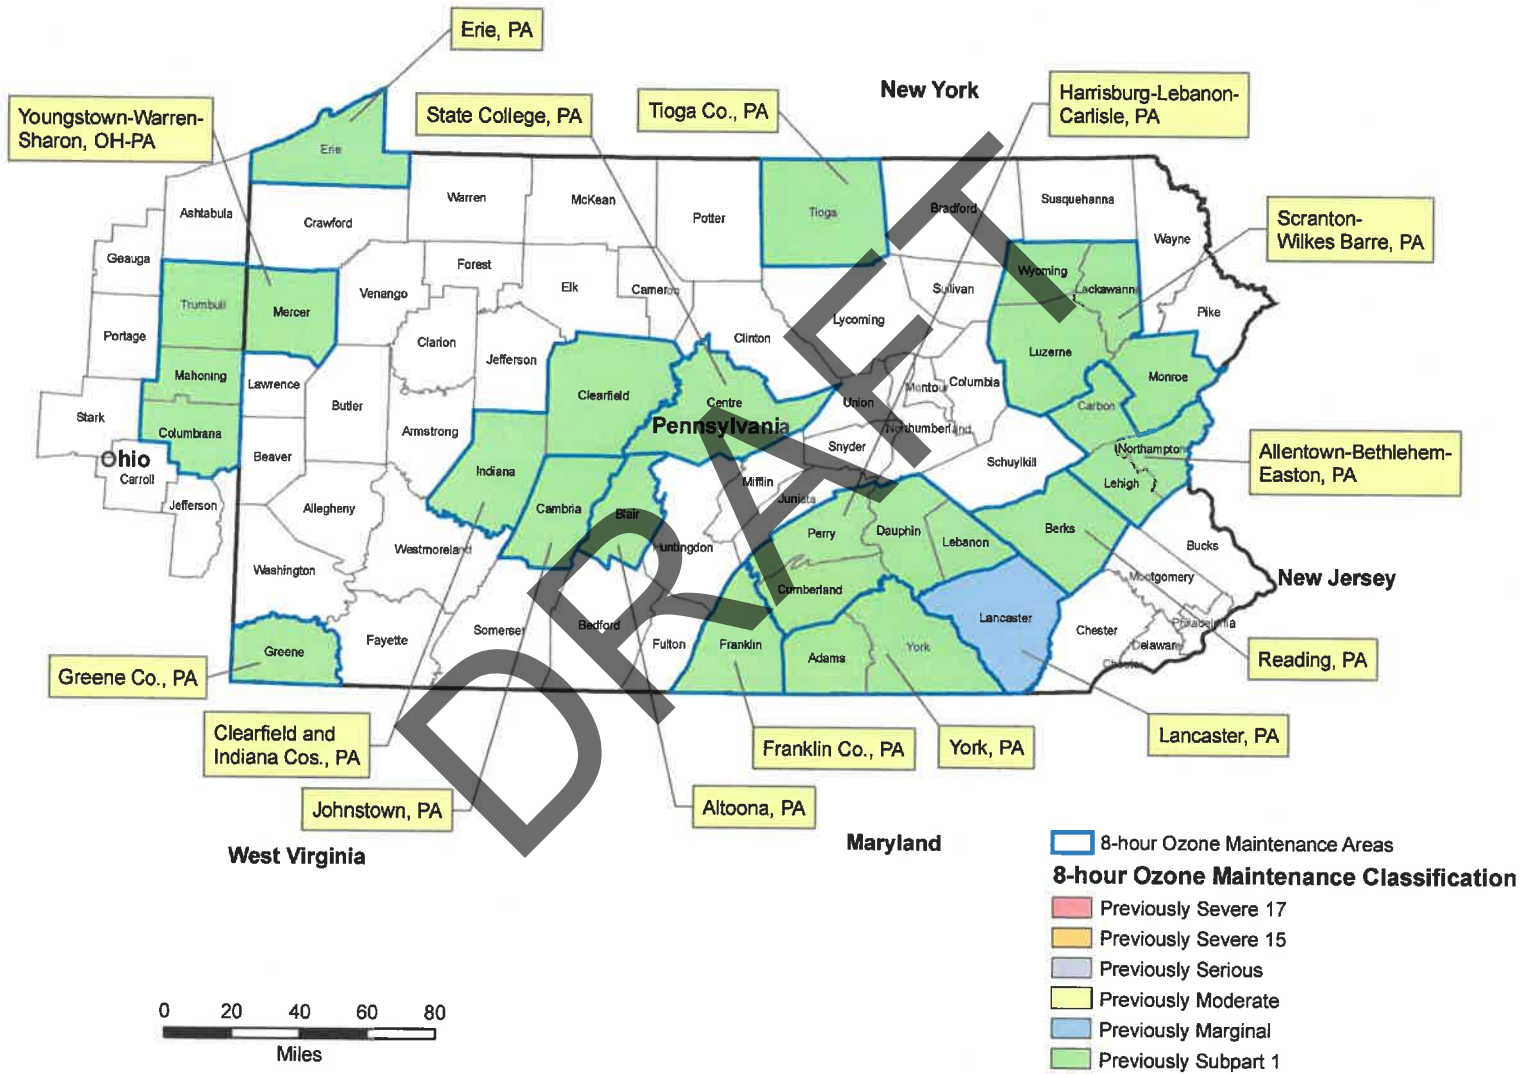 Erie, PA
New York
Harrisburg-Lebanon-
Carlisle, PA
Youngstown-Warren-
Sharon, OH-PA
State College, PA
Tioga Co., PA
Erie
Ashtabula
Crawford
Warren
McKean
Potter
Tioga
Bradford
Susquehanna
Wayne
Scranton-
Wilkes Barre, PA
Geauga
Forest
Elk
Cameron
Sullivan
Wyoming
Lackawanna
Trumbull
Mercer
Venango
Clarion
Jefferson
Clinton
Lycoming
Luzerne
Pike
Portage
Mahoning
Lawrence
Butler
Clearfield
Centre
Union
Montour
Columbia
Monroe
Carbon
Stark
Columbiana
Armstrong
Pennsylvania
Northumberland
Snyder
Schuylkill
Northampton
Lehigh
Allentown-Bethlehem-
Easton, PA
Ohio
Carroll
Beaver
Indiana
Mifflin
Juniata
Jefferson
Allegheny
Cambria
Blair
Huntingdon
Perry
Dauphin
Lebanon
Berks
Bucks
Westmoreland
Washington
Cumberland
Montgomery
New Jersey
Greene
Fayette
Somerset
Bedford
Fulton
Franklin
Adams
York
Lancaster
Chester
Delaware
Philadelphia
Chester
Greene Co., PA
Reading, PA
Clearfield and
Indiana Cos., PA
Franklin Co., PA
York, PA
Lancaster, PA
Johnstown, PA
Altoona, PA
West Virginia
Maryland
DRAFT
8-hour Ozone Maintenance Areas
8-hour Ozone Maintenance Classification
Previously Severe 17
Previously Severe 15
Previously Serious
Previously Moderate
Previously Marginal
Previously Subpart 1
0 20 40 60 80
Miles